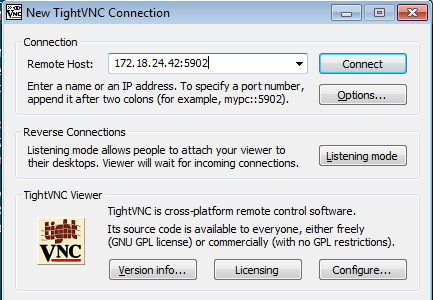 New TightVNC Connection
Connection
Remote Host:
172.18.24.42:5902
Connect
Enter a name or an IP address. To specify a port number,
append it after two colons (for example, mypc::5902).
Options...
Reverse Connections
Listening mode allows people to attach your viewer to
their desktops. Viewer will wait for incoming connections.
Listening mode
TightVNC Viewer
tight
VNC
TightVNC is cross-platform remote control software.
Its source code is available to everyone, either freely
(GNU GPL license) or commercially (with no GPL restrictions).
Version info...
Licensing
Configure...